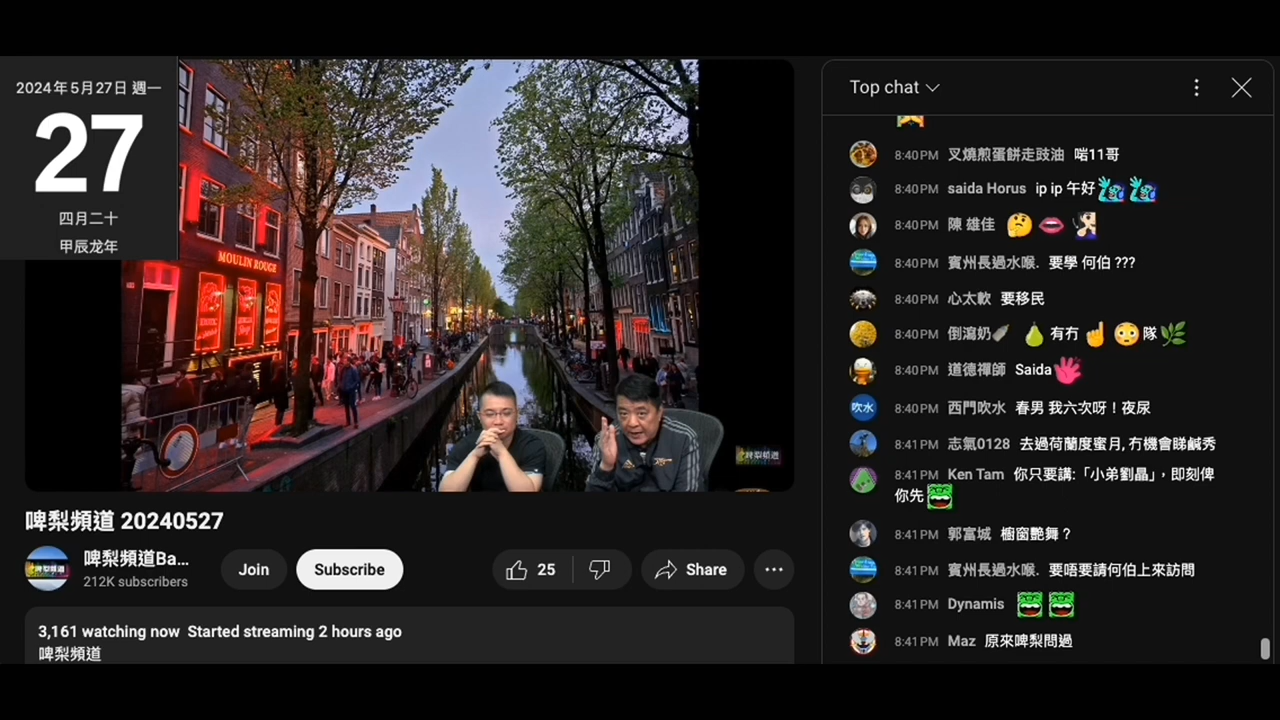 2024年5月27日 週一
27
四月二十
甲辰龙年
MOULIN ROUGE
啤梨頻道
啤梨頻道 20240527
啤梨頻道Ba...
212K subscribers
Join
Subscribe
25
Share
3,161 watching now Started streaming 2 hours ago
啤梨頻道
Top chat
8:40PM 叉燒煎蛋餅走豉油 啱11哥
8:40PM saida Horus ip ip 午好
8:40PM 陳 雄佳
8:40PM 賓州長過水喉. 要學 何伯 ???
8:40PM 心太軟 要移民
8:40PM 倒瀉奶 有冇 隊
8:40PM 道德禪師 Saida
吹水
8:40PM 西門吹水 春男 我六次呀！夜尿
8:41PM 志氣0128 去過荷蘭度蜜月, 冇機會睇鹹秀
8:41PM Ken Tam 你只要講:「小弟劉晶」，即刻俾
你先
8:41PM 郭富城 櫥窗艷舞？
8:41PM 賓州長過水喉. 要唔要請何伯上來訪問
8:41PM Dynamis
8:41PM Maz 原來啤梨問過